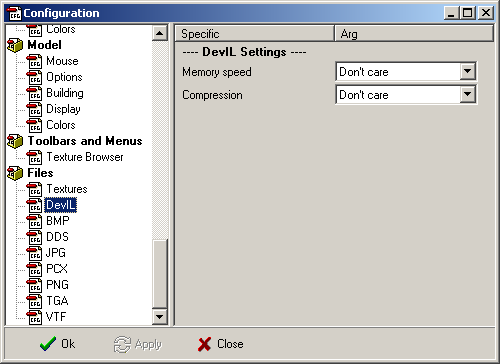 Configuration
Colors
Model
Mouse
Options
Building
Display
Colors
Toolbars and Menus
Texture Browser
Files
Textures
DevIL
BMP
DDS
JPG
PCX
PNG
TGA
VTF
Specific Arg
---- DevIL Settings ----
Memory speed Don't care
Compression Don't care
Ok Apply Close